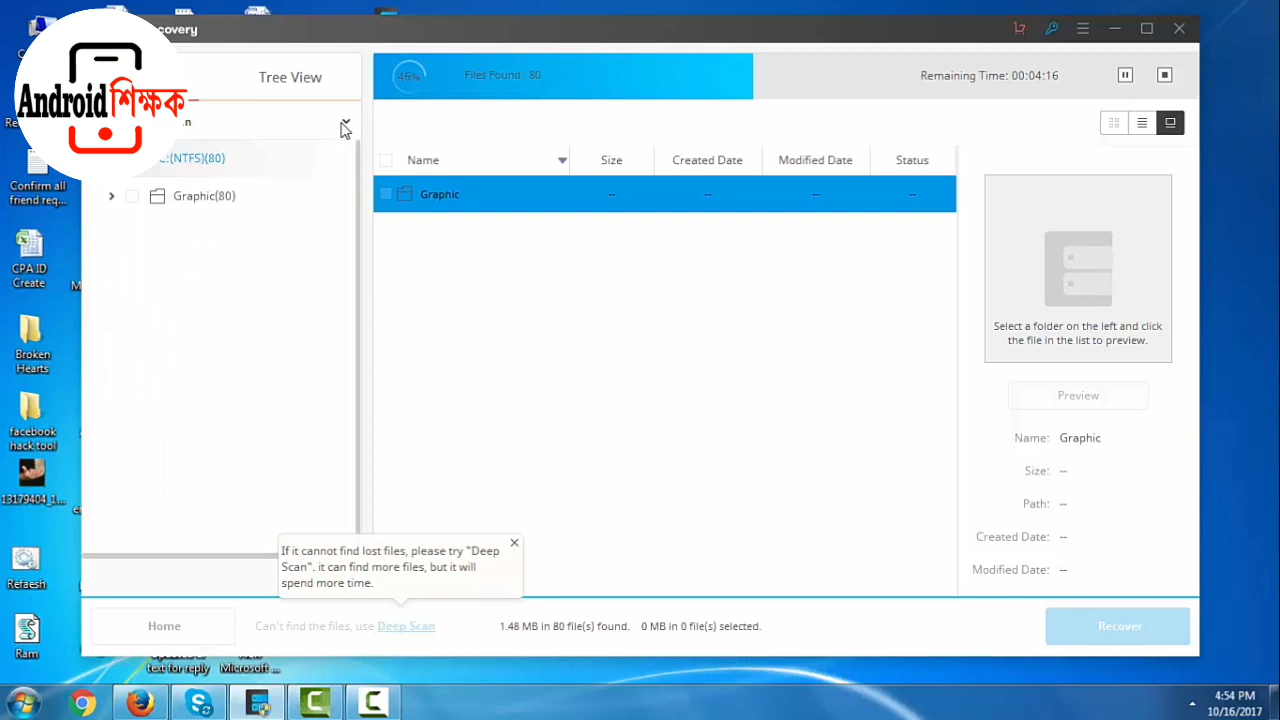 covery
Android শিক্ষক
Tree View
46%
Files Found: 80
Remaining Time: 00:04:16
C:(NTFS)(80)
Graphic(80)
Name
Size
Created Date
Modified Date
Status
Graphic
--
--
--
--
Select a folder on the left and click
the file in the list to preview.
Preview
Name: Graphic
Size: --
Path: --
Created Date: --
Modified Date: --
If it cannot find lost files, please try "Deep
Scan". it can find more files, but it will
spend more time.
Home
Can't find the files, use Deep Scan
1.48 MB in 80 file(s) found.
0 MB in 0 file(s) selected.
Recover
Confirm all
friend req...
CPA ID
Create
Broken
Hearts
facebook
hack tool
13179404_1...
Refaesh
Ram
text for reply
Microsoft ...
4:54 PM
10/16/2017